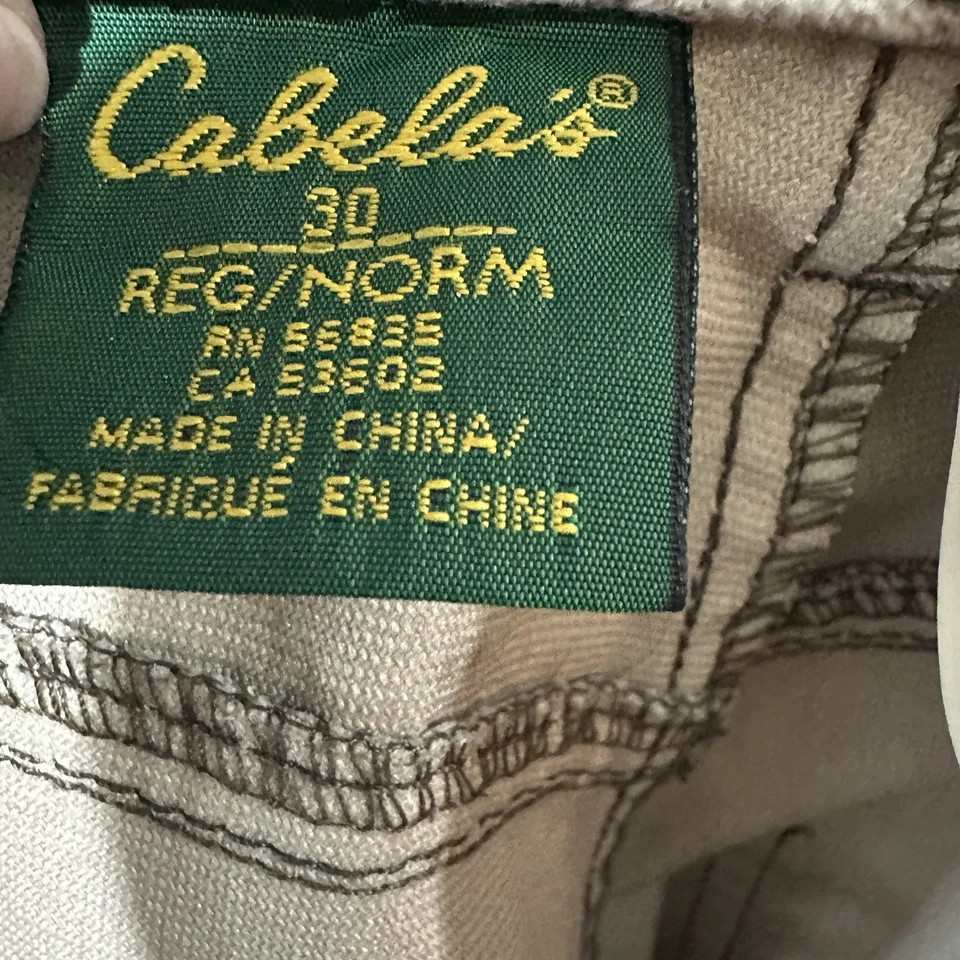 Cabela's®
30
REG/NORM
RN 56835
CA 53602
MADE IN CHINA/
FABRIQUÉ EN CHINE